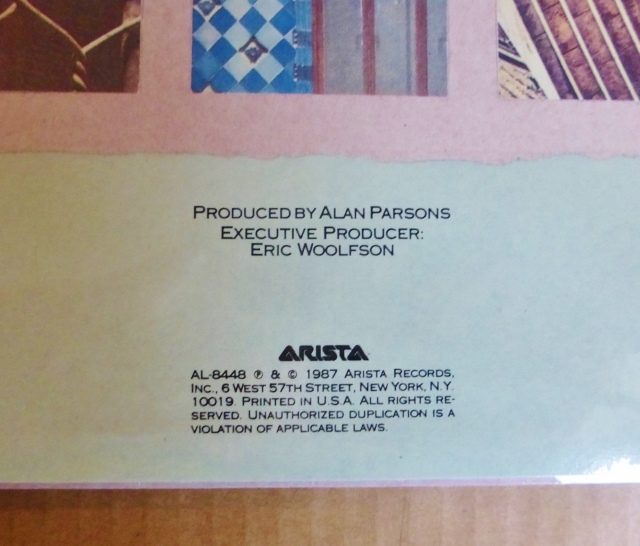 PRODUCED BY ALAN PARSONS
EXECUTIVE PRODUCER:
ERIC WOOLFSON
ARISTA
AL-8448 ℗ & © 1987 ARISTA RECORDS,
INC., 6 WEST 57TH STREET, NEW YORK, N.Y.
10019. PRINTED IN U.S.A. ALL RIGHTS RE-
SERVED. UNAUTHORIZED DUPLICATION IS A
VIOLATION OF APPLICABLE LAWS.